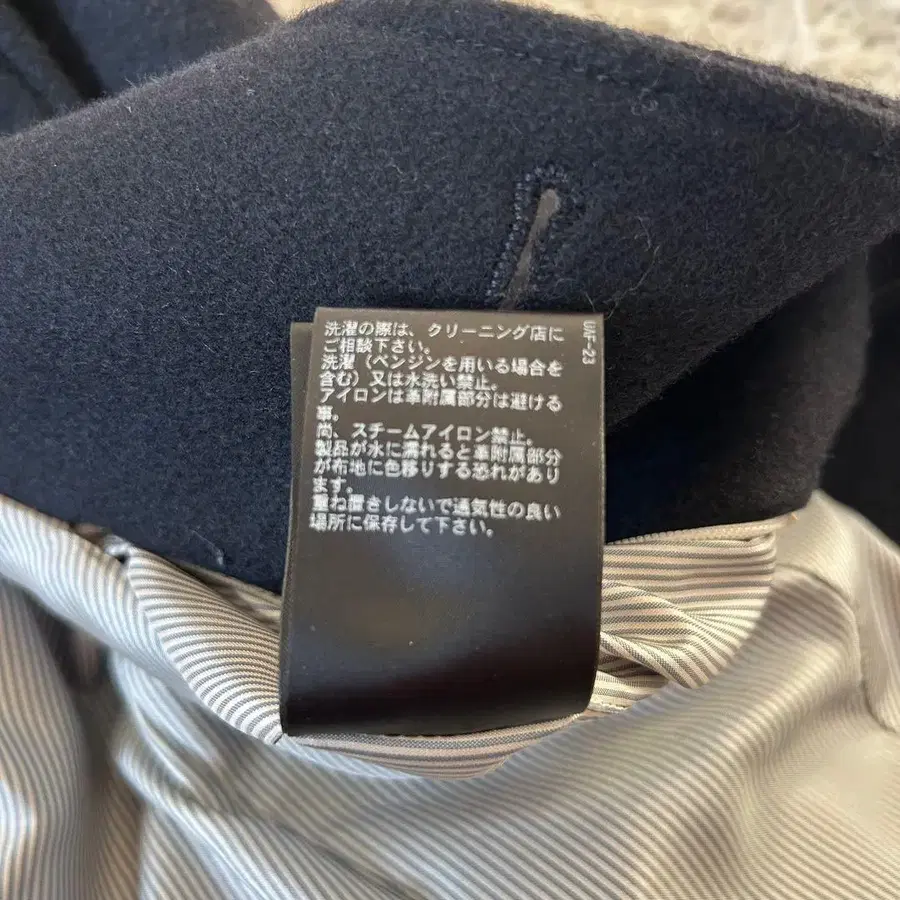 洗濯の際は、クリーニング店に
ご相談下さい。
洗濯（ベンジンを用いる場合を
含む）又は水洗い禁止。
アイロンは革附属部分は避ける
事。
尚、スチームアイロン禁止。
製品が水に濡れると革附属部分
が布地に色移りする恐れがあり
ます。
重ね置きしないで通気性の良い
場所に保存して下さい。
UAF-23